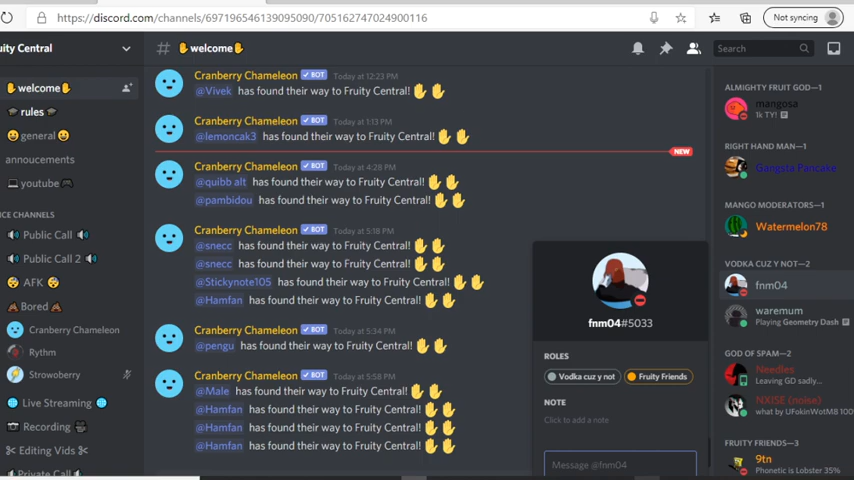 https://discord.com/channels/697196546139095090/705162747024900116
Not syncing
uity Central
# ✋welcome✋
Search
✋welcome✋
rules
general
annoucements
youtube
CE CHANNELS
Public Call
Public Call 2
AFK
Bored
Cranberry Chameleon
Rythm
Strowoberry
Live Streaming
Recording
Editing Vids
Private Call
Cranberry Chameleon BOT Today at 12:23 PM
@Vivek has found their way to Fruity Central!✋✋
Cranberry Chameleon BOT Today at 1:13 PM
@lemoncak3 has found their way to Fruity Central!✋✋
NEW
Cranberry Chameleon BOT Today at 4:28 PM
@quibb alt has found their way to Fruity Central!✋✋
@pambidou has found their way to Fruity Central!✋✋
Cranberry Chameleon BOT Today at 5:18 PM
@snecc has found their way to Fruity Central!✋✋
@snecc has found their way to Fruity Central!✋✋
@Stickynote105 has found their way to Fruity Central!✋✋
@Hamfan has found their way to Fruity Central!✋✋
Cranberry Chameleon BOT Today at 5:34 PM
@pengu has found their way to Fruity Central!✋✋
Cranberry Chameleon BOT Today at 5:58 PM
@Male has found their way to Fruity Central!✋✋
@Hamfan has found their way to Fruity Central!✋✋
@Hamfan has found their way to Fruity Central!✋✋
@Hamfan has found their way to Fruity Central!✋✋
fnm04#5033
ROLES
Vodka cuz y not Fruity Friends
NOTE
Click to add a note
Message @fnm04
ALMIGHTY FRUIT GOD—1
mangosa
1k TY!
RIGHT HAND MAN—1
Gangsta Pancake
MANGO MODERATORS—1
Watermelon78
VODKA CUZ Y NOT—2
fnm04
waremum
Playing Geometry Dash
GOD OF SPAM—2
Needles
Leaving GD sadly...
NXISE (noise)
what by UFokinWotM8 100
FRUITY FRIENDS—3
9tn
Phonetic is Lobster 35%